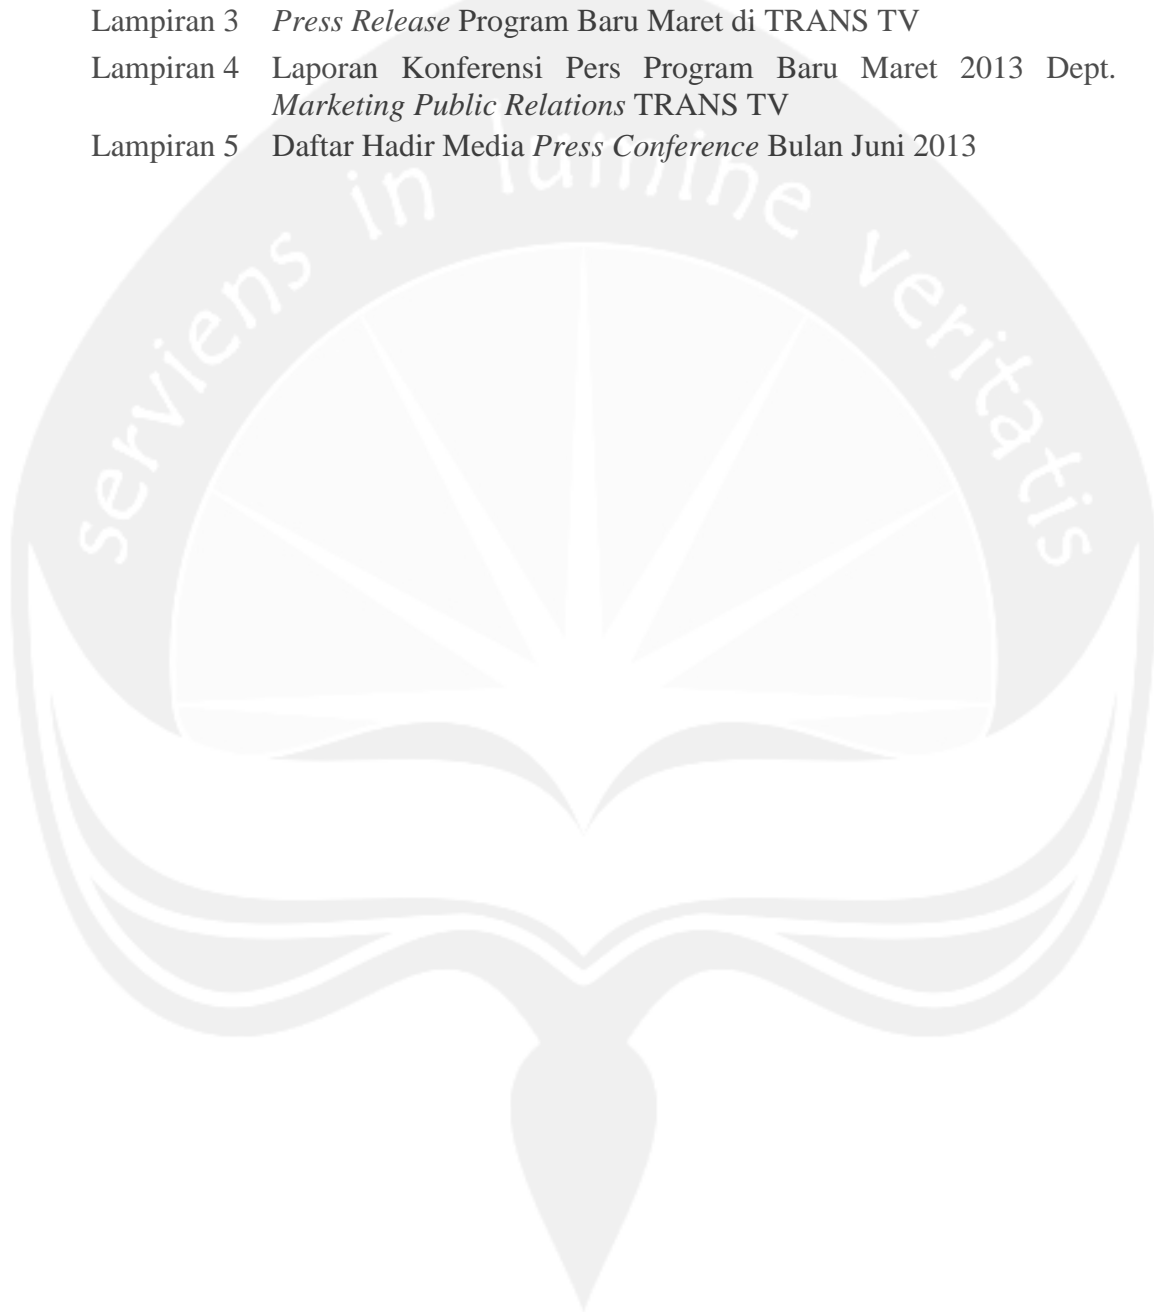 Lampiran 3 Press Release Program Baru Maret di TRANS TV
Lampiran 4 Laporan Konferensi Pers Program Baru Maret 2013 Dept.
Marketing Public Relations TRANS TV
Lampiran 5 Daftar Hadir Media Press Conference Bulan Juni 2013
serviens in lumine veritatis